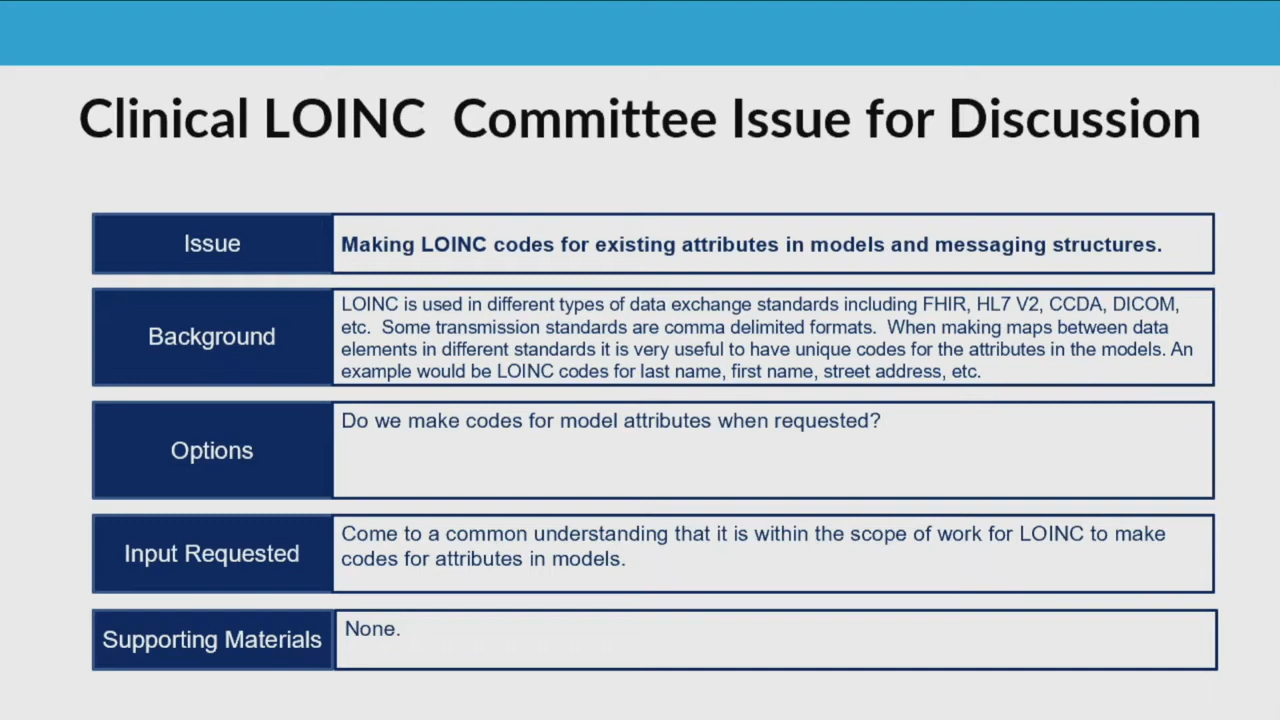 Clinical LOINC  Committee Issue for Discussion
Issue
Making LOINC codes for existing attributes in models and messaging structures.
Background
LOINC is used in different types of data exchange standards including FHIR, HL7 V2, CCDA, DICOM,
etc.  Some transmission standards are comma delimited formats.  When making maps between data
elements in different standards it is very useful to have unique codes for the attributes in the models. An
example would be LOINC codes for last name, first name, street address, etc.
Options
Do we make codes for model attributes when requested?
Input Requested
Come to a common understanding that it is within the scope of work for LOINC to make
codes for attributes in models.
Supporting Materials
None.